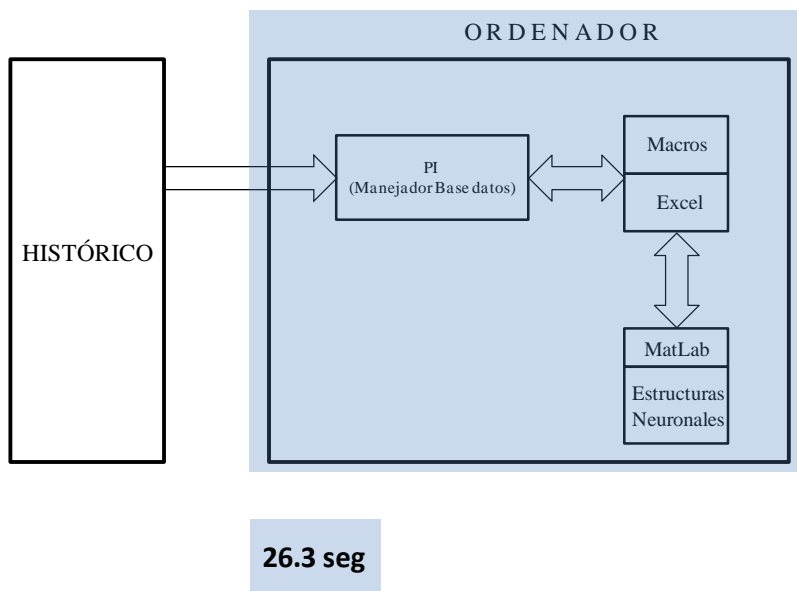 ORDENADOR
HISTÓRICO
PI
(Manejador Base datos)
Macros
Excel
MatLab
Estructuras
Neuronales
26.3 seg